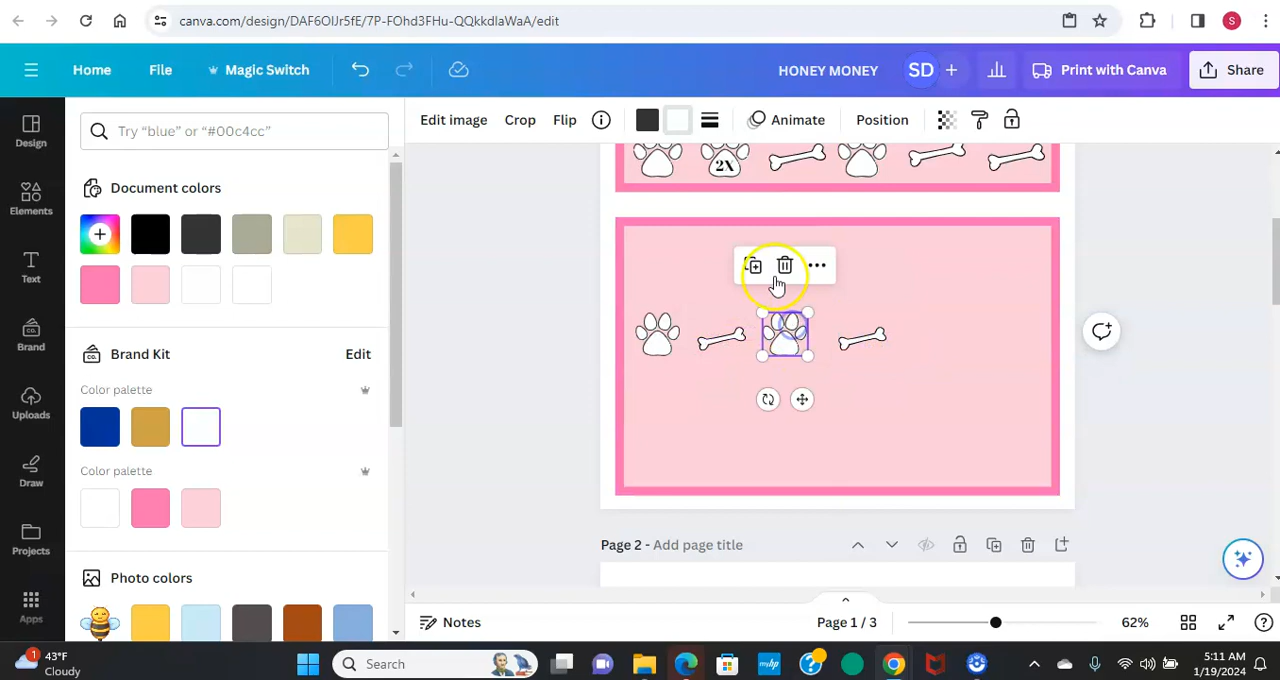 canva.com/design/DAF6OIJr5fE/7P-FOhd3FHu-QQkkdlaWaA/edit
S
Home
File
Magic Switch
HONEY MONEY
SD
Print with Canva
Share
Design
Elements
Text
Brand
Uploads
Draw
Projects
Apps
Try “blue” or “#00c4cc”
Document colors
Brand Kit
Edit
Color palette
Color palette
Photo colors
Edit image
Crop
Flip
Animate
Position
2X
Page 2 - Add page title
Notes
Page 1 / 3
62%
1
43°F
Cloudy
Search
myhp
5:11 AM
1/19/2024